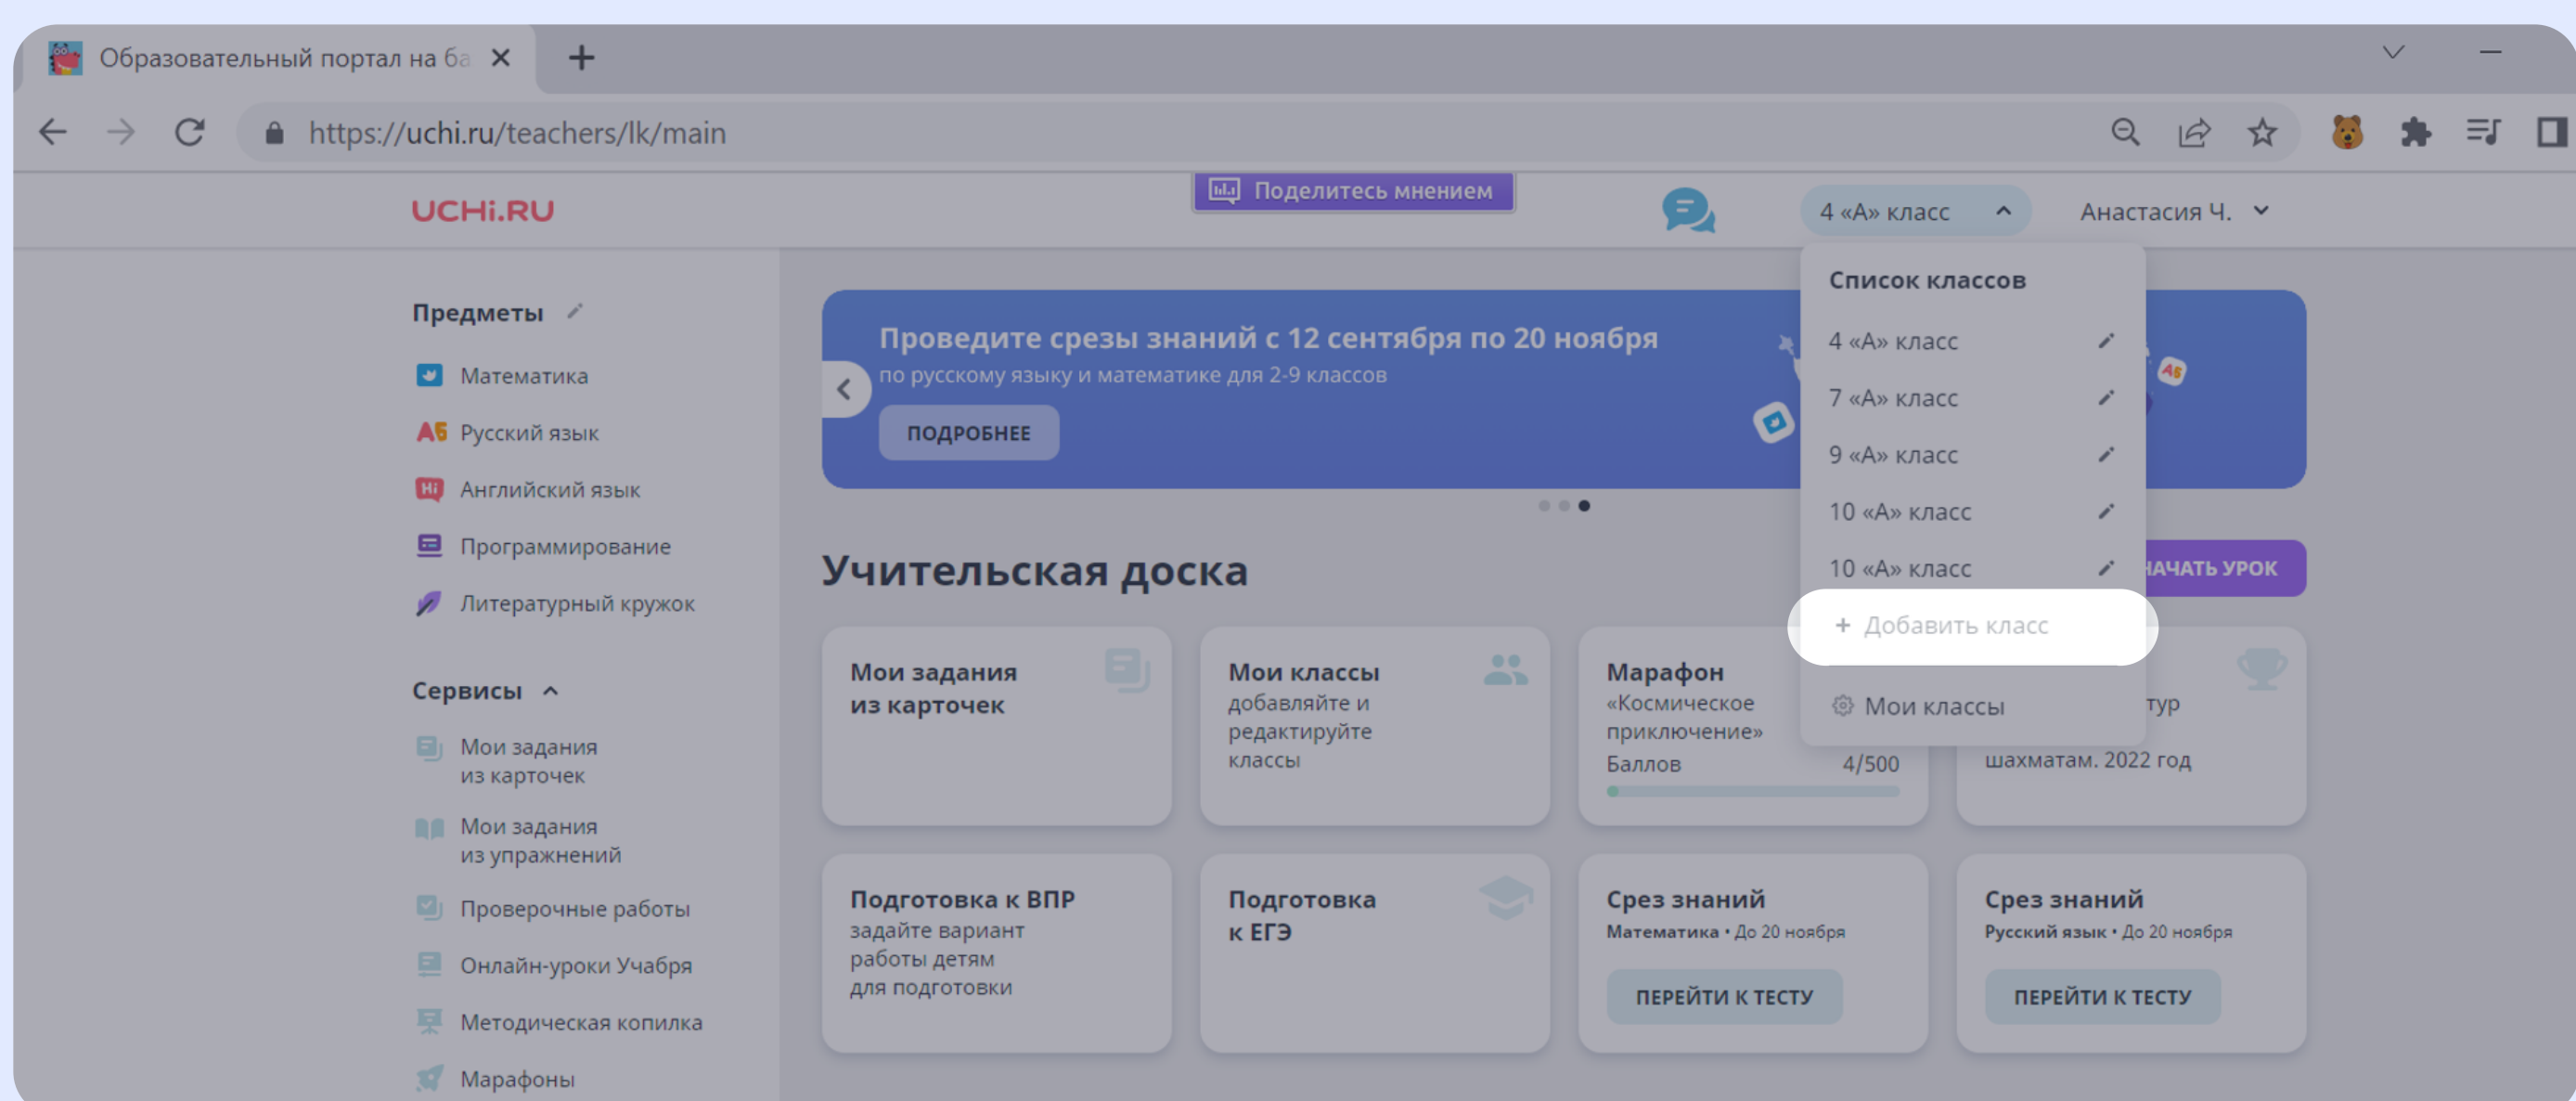 Образовательный портал на ба
https://uchi.ru/teachers/lk/main
UCHi.RU
Поделитесь мнением
4 «А» класс
Анастасия Ч.
Предметы
Математика
Русский язык
Английский язык
Программирование
Литературный кружок
Сервисы
Мои задания
из карточек
Мои задания
из упражнений
Проверочные работы
Онлайн-уроки Учабря
Методическая копилка
Марафоны
Проведите срезы знаний с 12 сентября по 20 ноября
по русскому языку и математике для 2-9 классов
ПОДРОБНЕЕ
Список классов
4 «А» класс
7 «А» класс
9 «А» класс
10 «А» класс
10 «А» класс
+ Добавить класс
Мои классы
Учительская доска
НАЧАТЬ УРОК
Мои задания
из карточек
Мои классы
добавляйте и
редактируйте
классы
Марафон
«Космическое
приключение»
Баллов 4/500
тур
шахматам. 2022 год
Подготовка к ВПР
задайте вариант
работы детям
для подготовки
Подготовка
к ЕГЭ
Срез знаний
Математика • До 20 ноября
ПЕРЕЙТИ К ТЕСТУ
Срез знаний
Русский язык • До 20 ноября
ПЕРЕЙТИ К ТЕСТУ